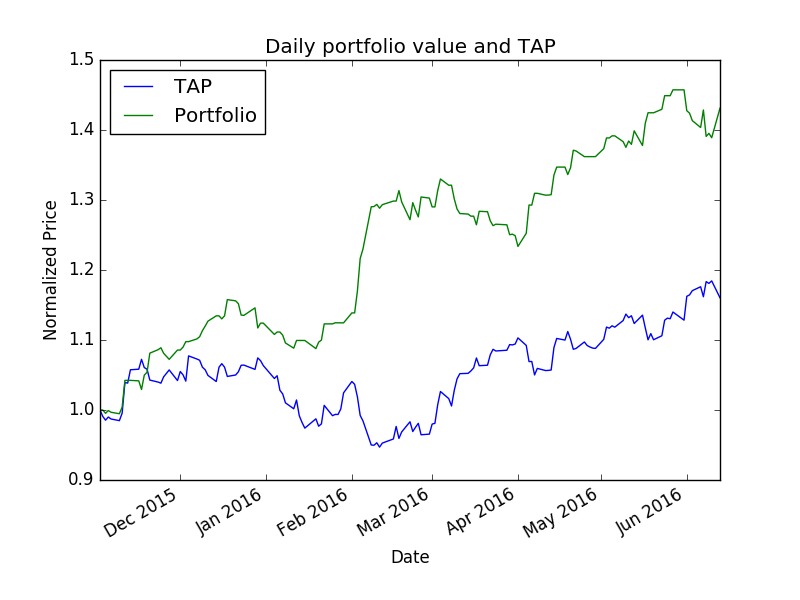 Daily portfolio value and TAP
1.5
1.4
1.3
1.2
1.1
1.0
0.9
TAP
Portfolio
Normalized Price
Dec 2015
Jan 2016
Feb 2016
Mar 2016
Apr 2016
May 2016
Jun 2016
Date